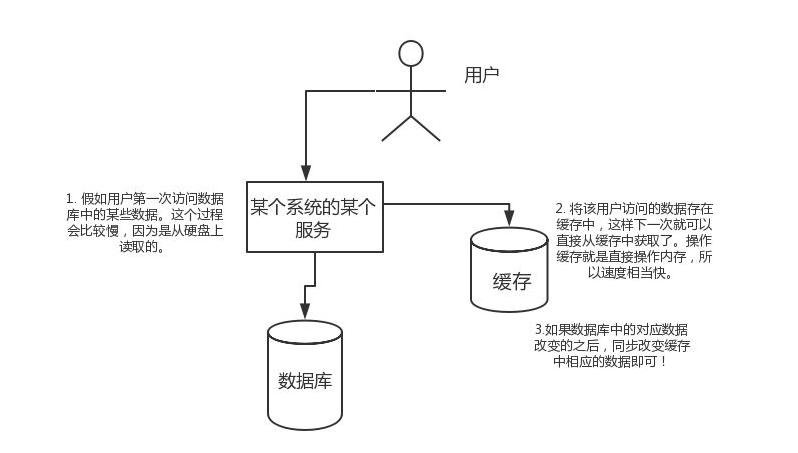 用户
某个系统的某个
服务
1. 假如用户第一次访问数据
库中的某些数据。这个过程
会比较慢，因为是从硬盘上
读取的。
2. 将该用户访问的数据存在
缓存中，这样下一次就可以
直接从缓存中获取了。操作
缓存就是直接操作内存，所
以速度相当快。
缓存
3.如果数据库中的对应数据
改变的之后，同步改变缓存
中相应的数据即可！
数据库